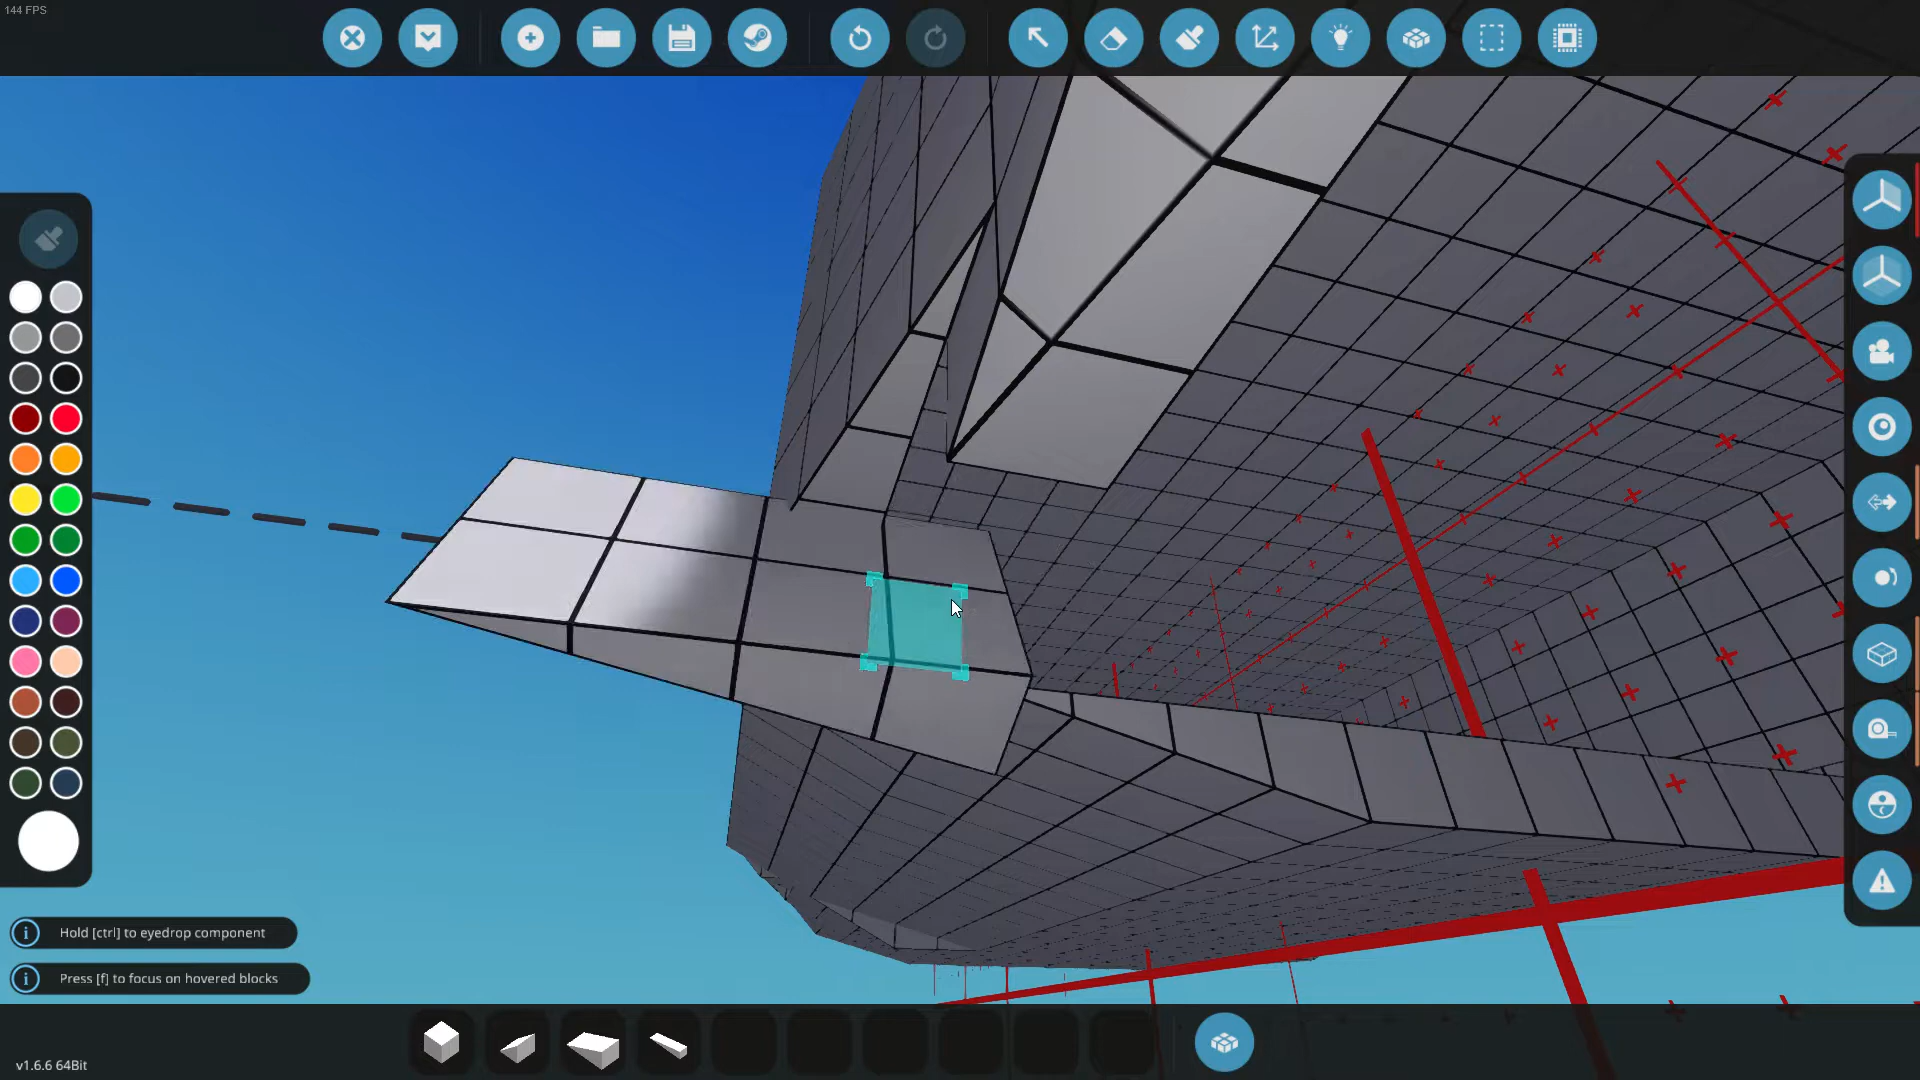 144 FPS
Hold [ctrl] to eyedrop component
Press [f] to focus on hovered blocks
v1.6.6 64Bit